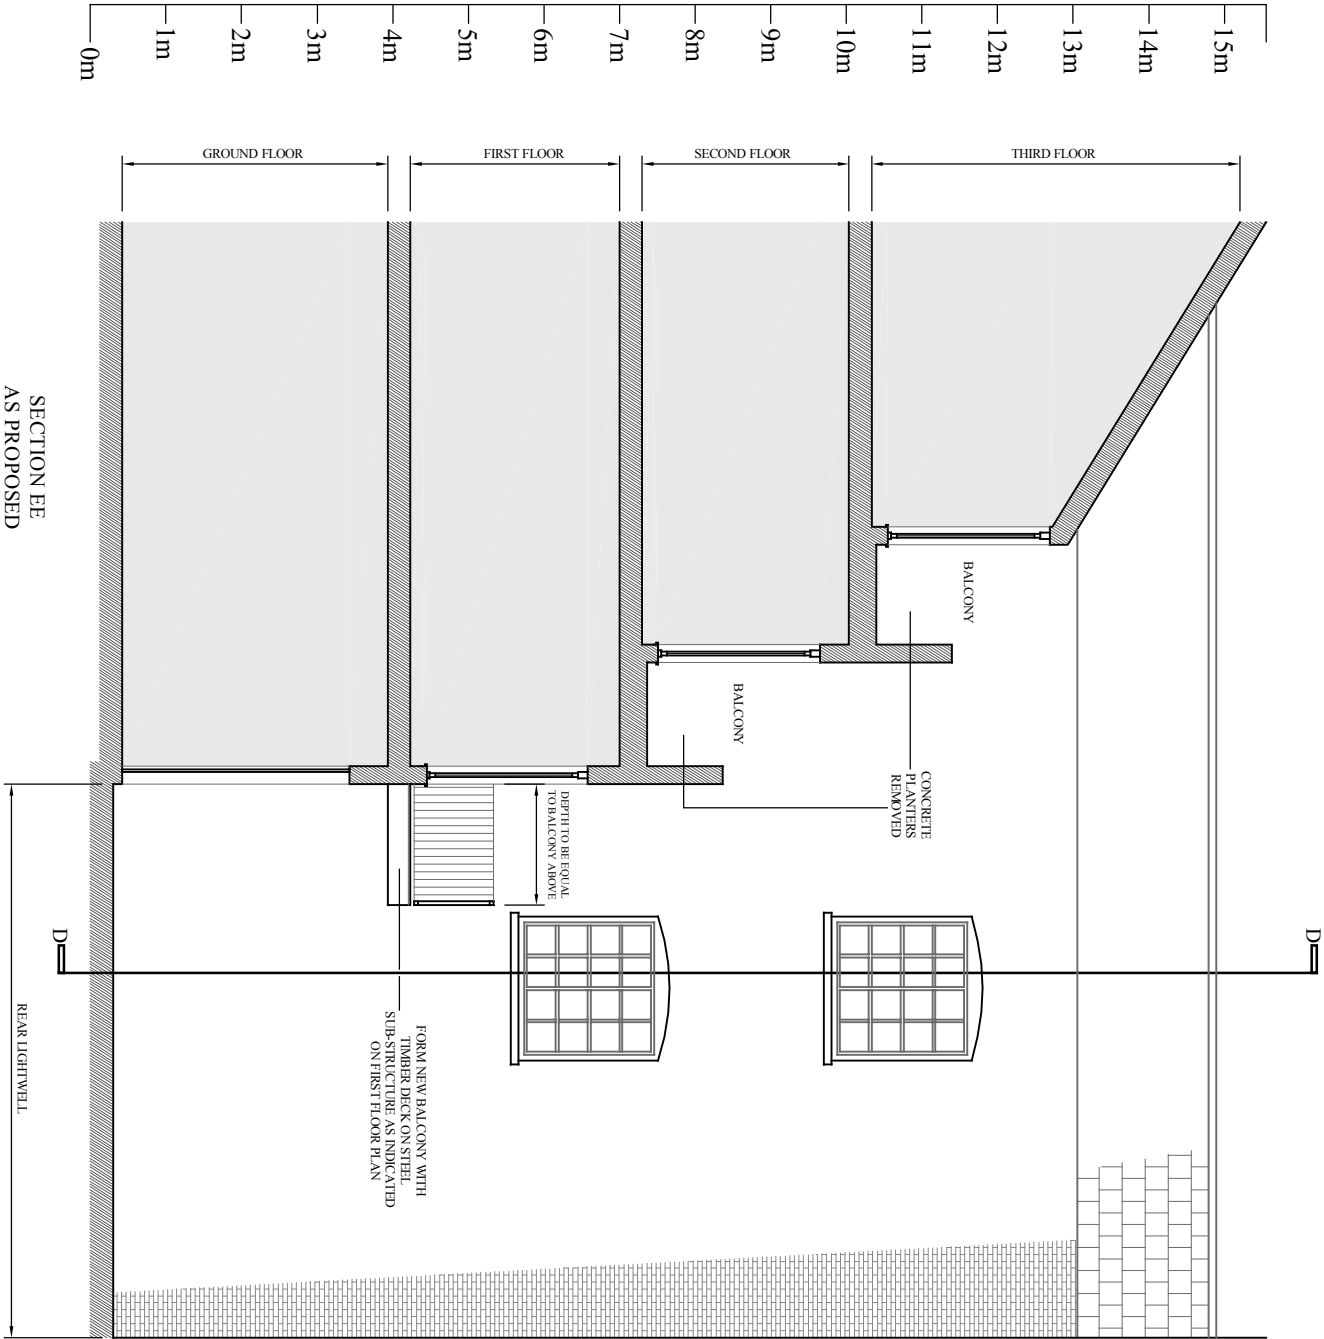 0m
1m
2m
3m
4m
5m
6m
7m
8m
9m
10m
11m
12m
13m
14m
15m
GROUND FLOOR
FIRST FLOOR
SECOND FLOOR
THIRD FLOOR
BALCONY
BALCONY
CONCRETE
PLANTERS
REMOVED
DEPTH TO BE EQUAL
TO BALCONY ABOVE
D
D
FORM NEW BALCONY WITH
TIMBER DECK ON STEEL
SUB-STRUCTURE AS INDICATED
ON FIRST FLOOR PLAN
REAR LIGHTWELL
SECTION EE
AS PROPOSED